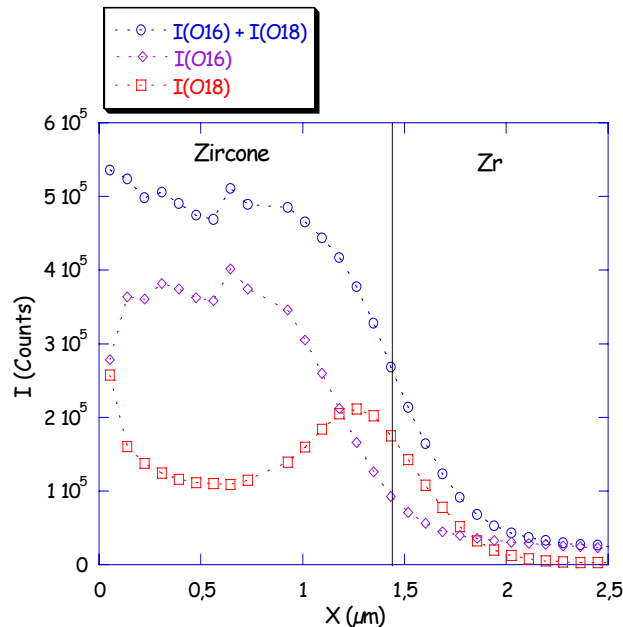 I(O16) + I(O18)
I(O16)
I(O18)
6 10⁵
5 10⁵
4 10⁵
3 10⁵
2 10⁵
1 10⁵
0
I (Counts)
Zircone
Zr
0
0,5
1
1,5
2
2,5
X (µm)